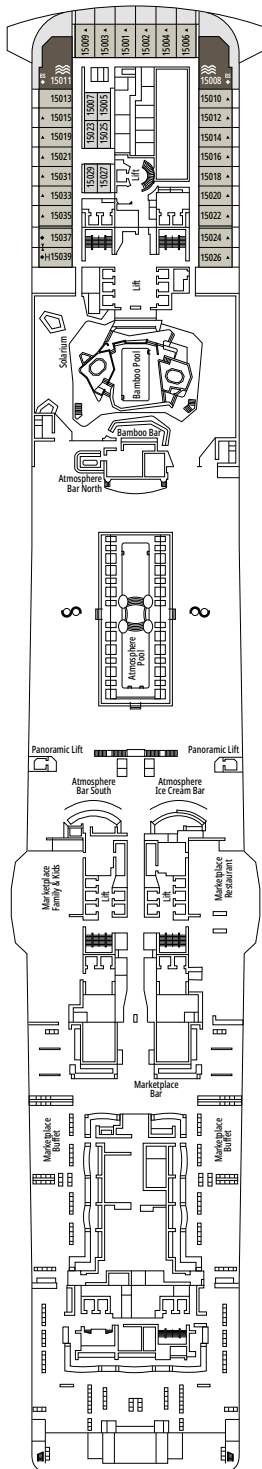 15000
15003
15001
15002
15004
15006
BS
15011
BS
15008
15013
15007
15005
15010
15015
15012
15023
15025
15019
15014
15021
15016
15031
15029
15027
Lift
15018
15033
15020
15035
15022
15037
15024
H15039
15026
Lift
Solarium
Bamboo Pool
Bamboo Bar
Atmosphere
Bar North
Atmosphere
Pool
Panoramic Lift
Panoramic Lift
Atmosphere
Bar South
Atmosphere
Ice Cream Bar
Marketplace
Family & Kids
Lift
Lift
Marketplace
Restaurant
Marketplace
Bar
Marketplace
Buffet
Marketplace
Buffet